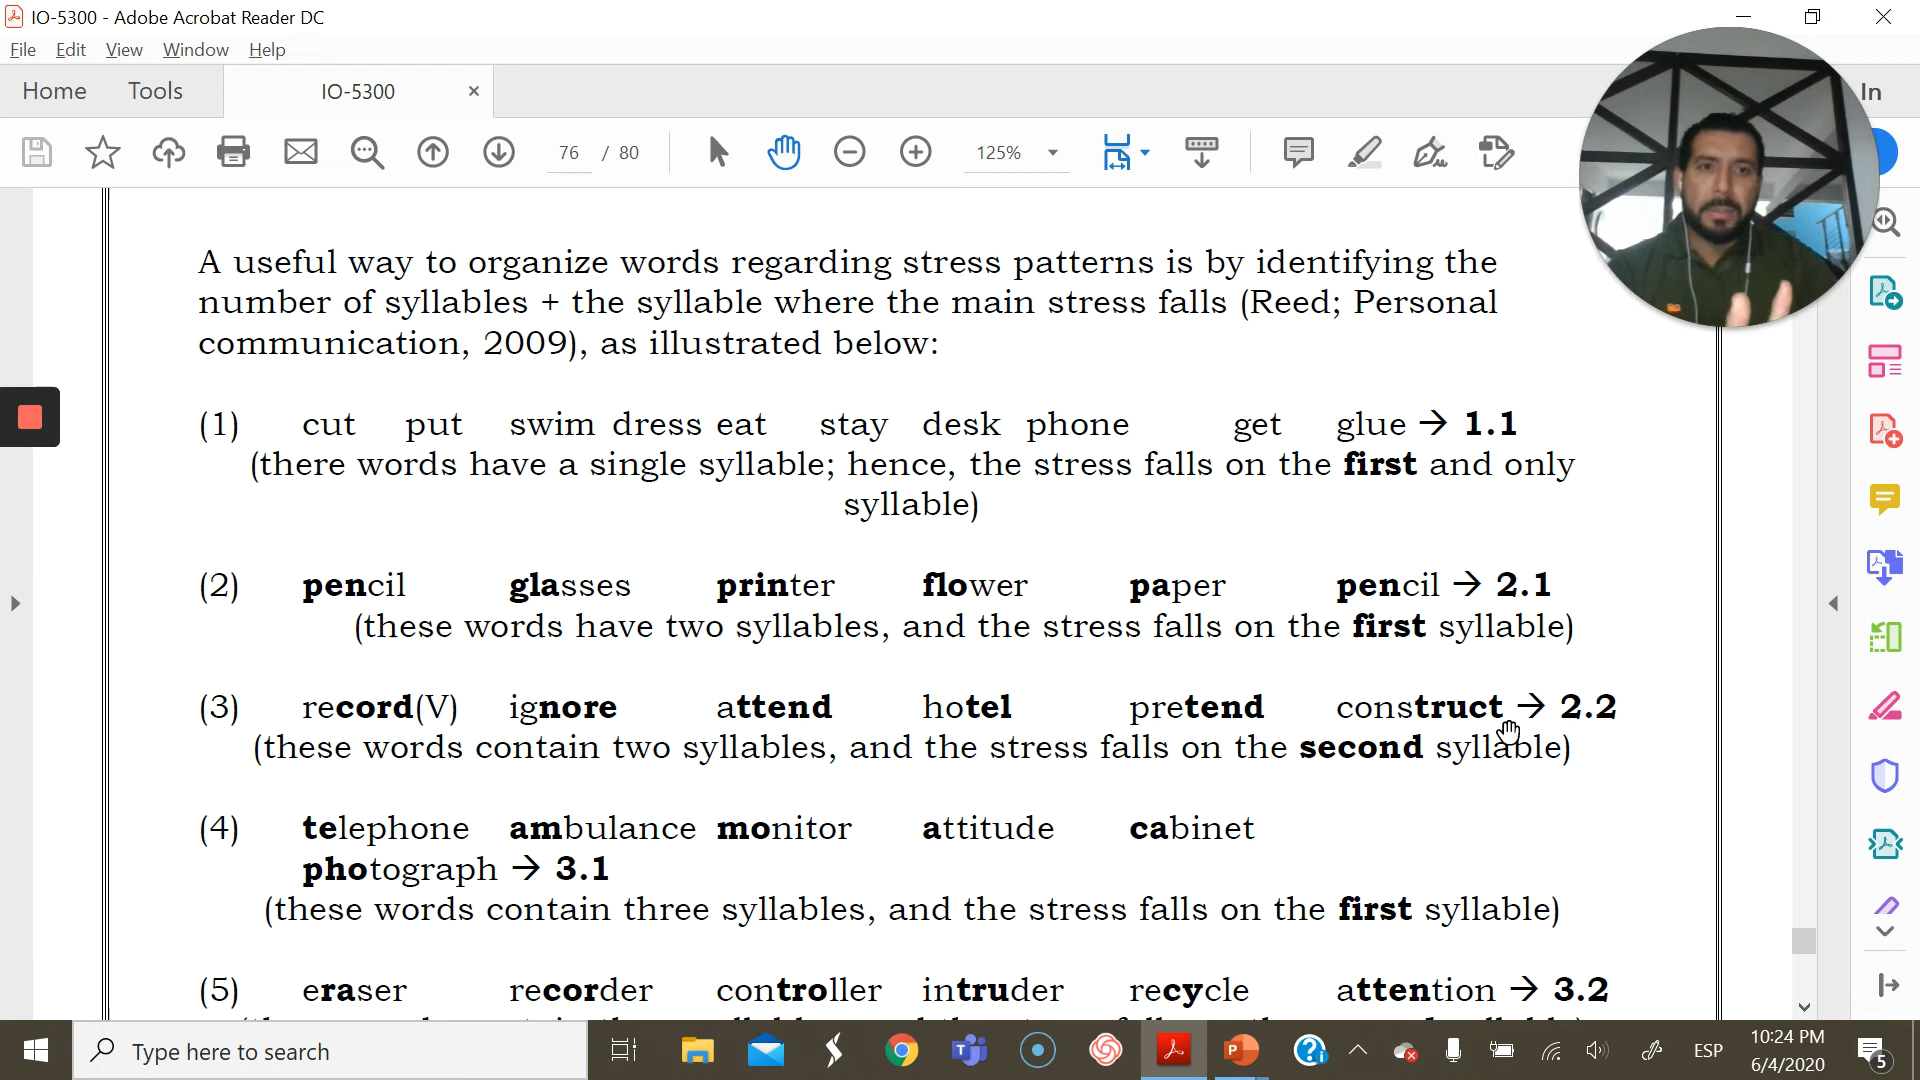 IO-5300 - Adobe Acrobat Reader DC
File Edit View Window Help
Home Tools IO-5300 × In
76 / 80 125%
A useful way to organize words regarding stress patterns is by identifying the
number of syllables + the syllable where the main stress falls (Reed; Personal
communication, 2009), as illustrated below:
(1) cut put swim dress eat stay desk phone get glue → 1.1
(there words have a single syllable; hence, the stress falls on the first and only
syllable)
(2) pencil glasses printer flower paper pencil → 2.1
(these words have two syllables, and the stress falls on the first syllable)
(3) record(V) ignore attend hotel pretend construct → 2.2
(these words contain two syllables, and the stress falls on the second syllable)
(4) telephone ambulance monitor attitude cabinet
photograph → 3.1
(these words contain three syllables, and the stress falls on the first syllable)
(5) eraser recorder controller intruder recycle attention → 3.2
Type here to search
ESP
10:24 PM
6/4/2020
5